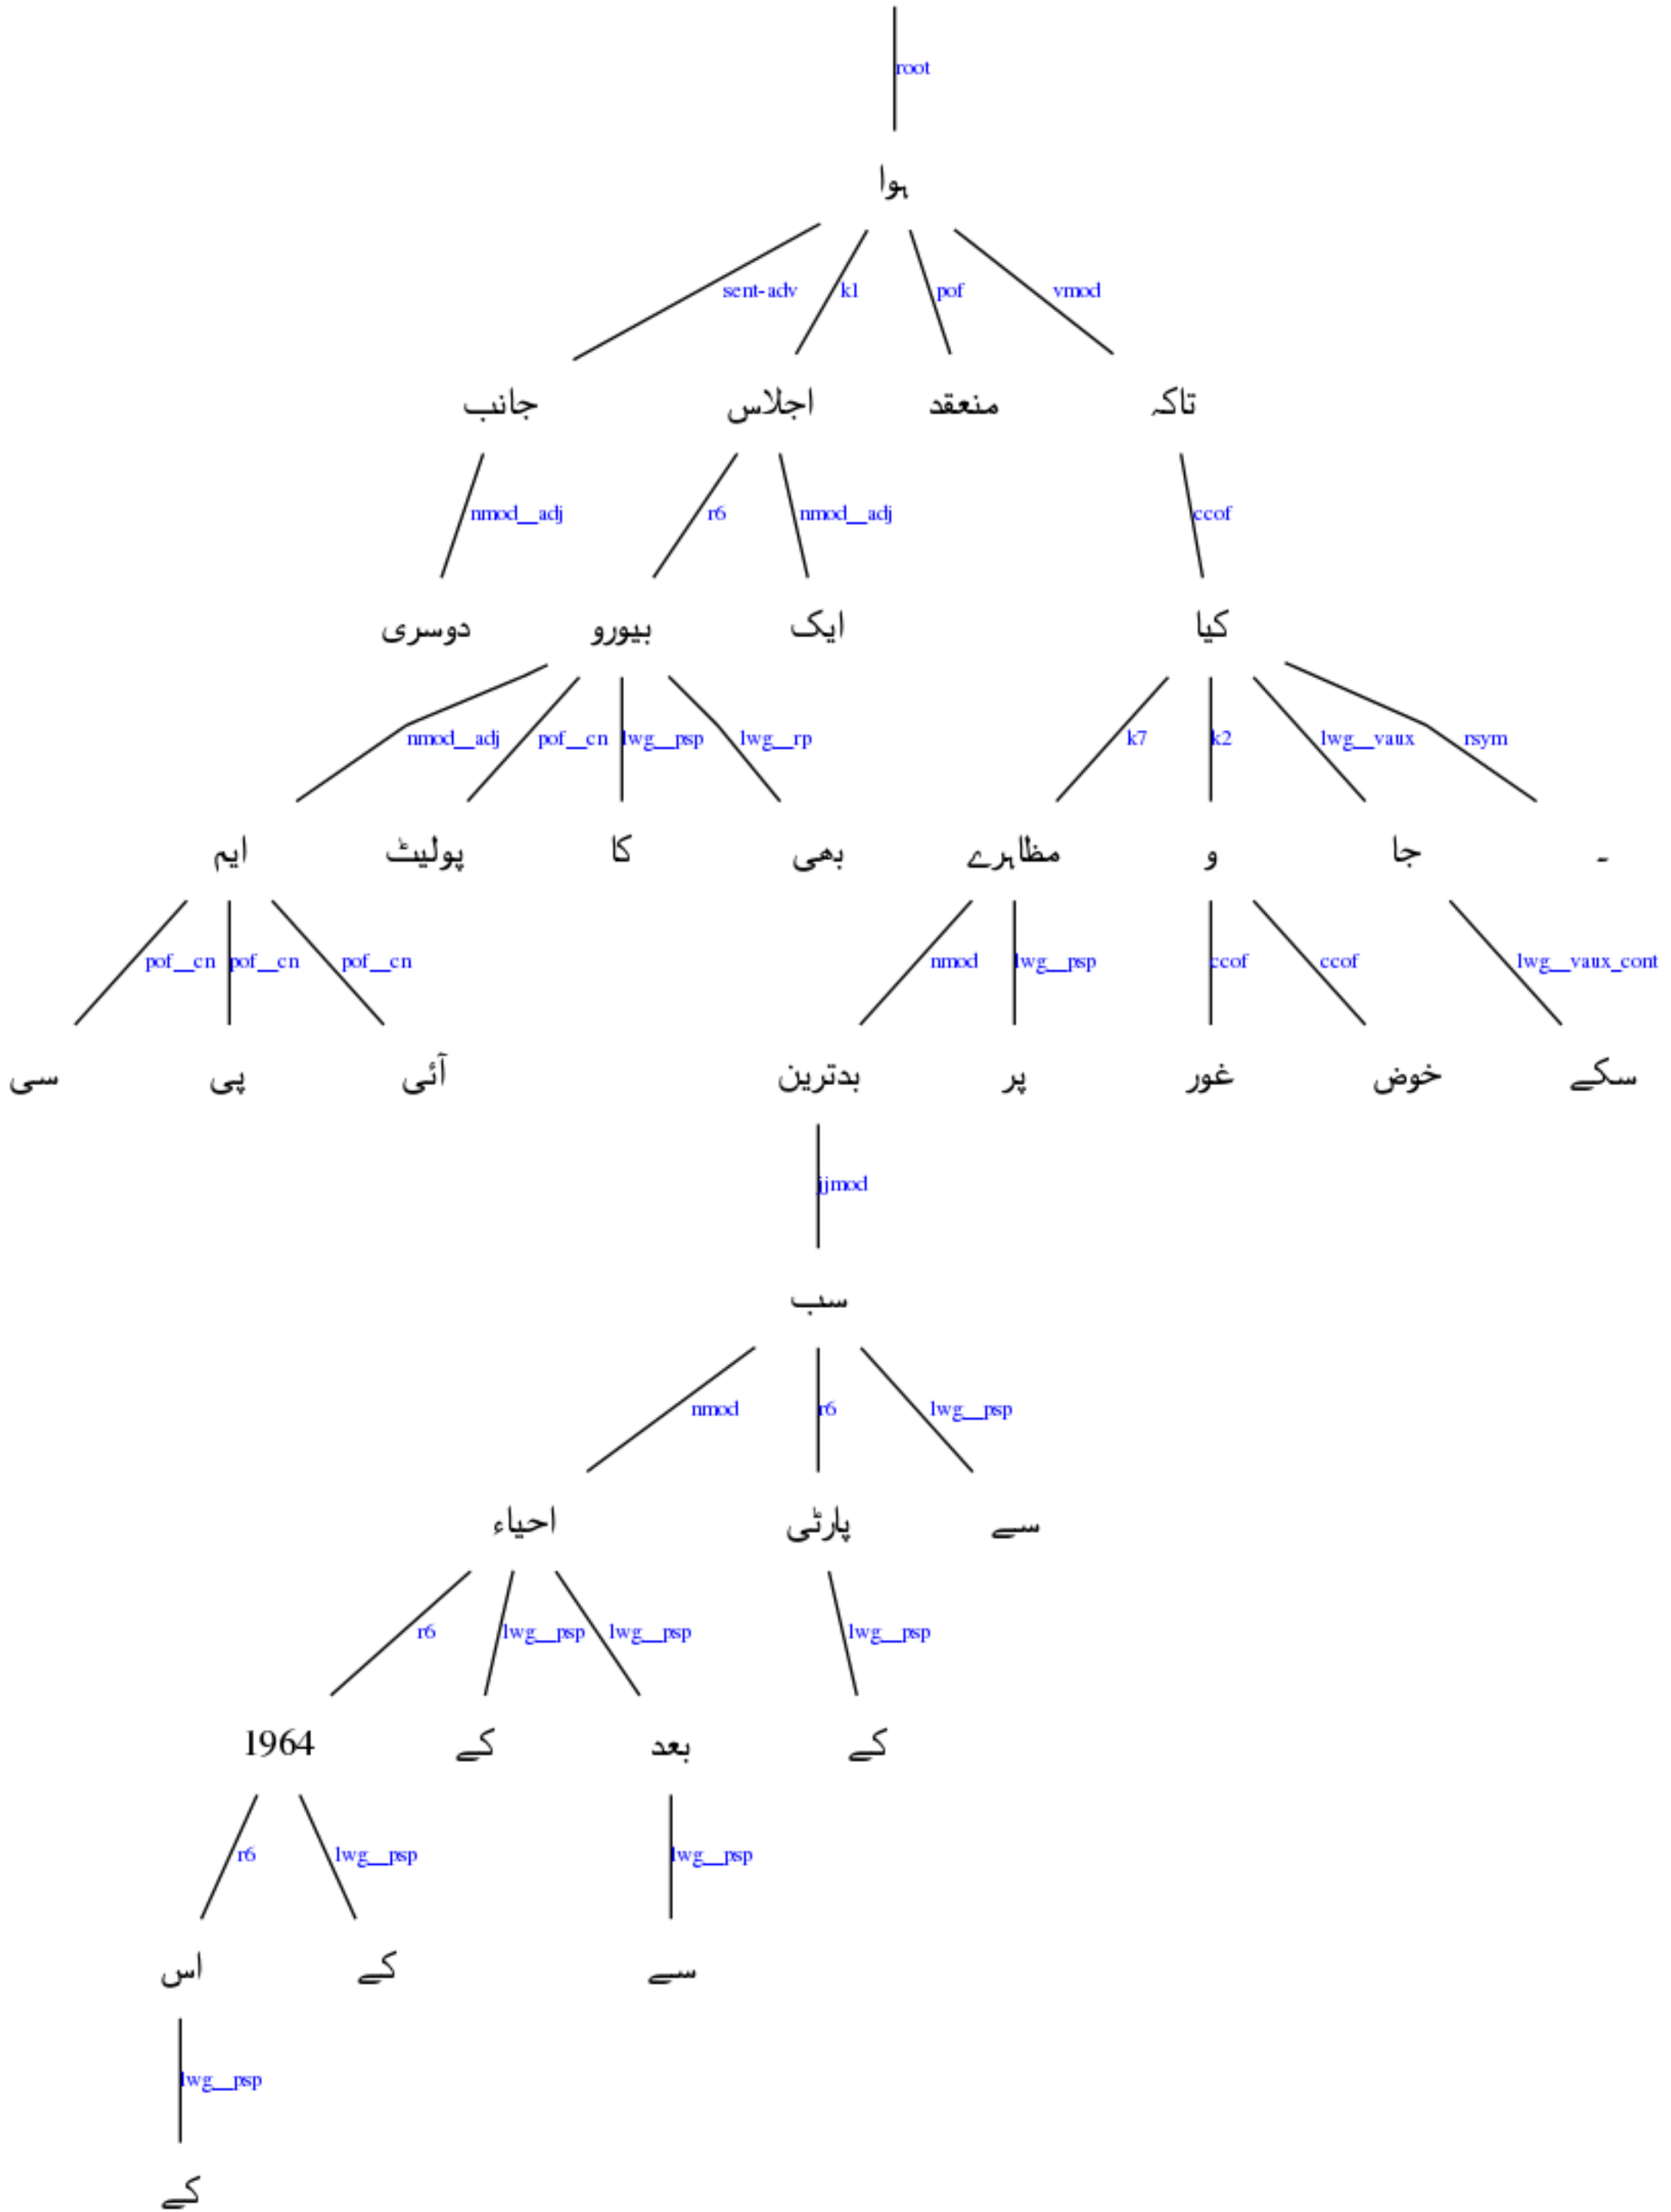 root
ہوا
sent-adv k1 pof vmod
جانب اجلاس منعقد تاکہ
nmod__adj r6 nmod__adj ccof
دوسری بیورو ایک کیا
nmod__adj pof__cn lwg__psp lwg__rp k7 k2 lwg__vaux rsym
ایم پولیٹ کا بھی مظاہرے و جا ۔
pof__cn pof__cn pof__cn nmod lwg__psp ccof ccof lwg__vaux_cont
سی پی آئی بدترین پر غور خوض سکے
jjmod
سب
nmod r6 lwg__psp
احیاء پارٹی سے
r6 lwg__psp lwg__psp lwg__psp
1964 کے بعد کے
r6 lwg__psp lwg__psp
اس کے سے
lwg__psp
کے